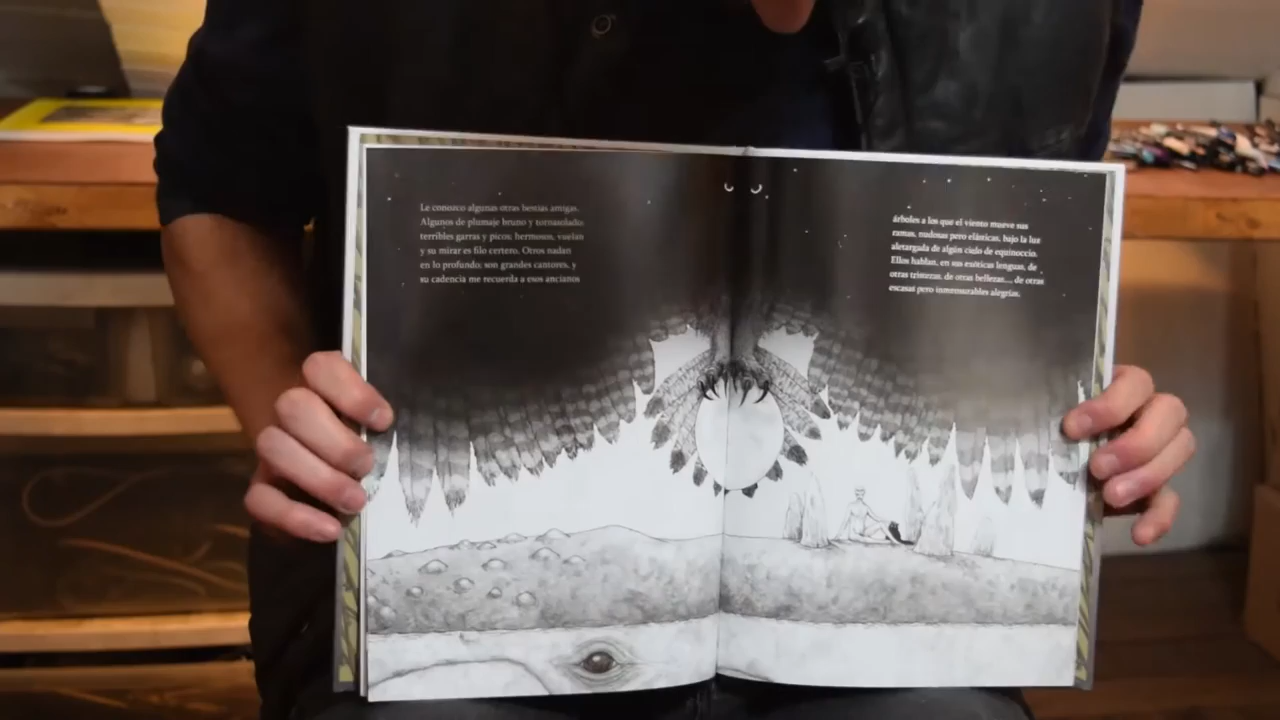 Le conozco algunas otras bestias amigas.
Algunos de plumaje bruno y tornasolado:
terribles garras y picos; hermosos, vuelan
y su mirar es filo certero. Otros nadan
en lo profundo: son grandes cantores, y
su cadencia me recuerda a esos ancianos
árboles a los que el viento mueve sus
ramas, nudosas pero elásticas, bajo la luz
aletargada de algún cielo de equinoccio.
Ellos hablan, en sus exóticas lenguas, de
otras tristezas, de otras bellezas..., de otras
escasas pero inmensurables alegrías.